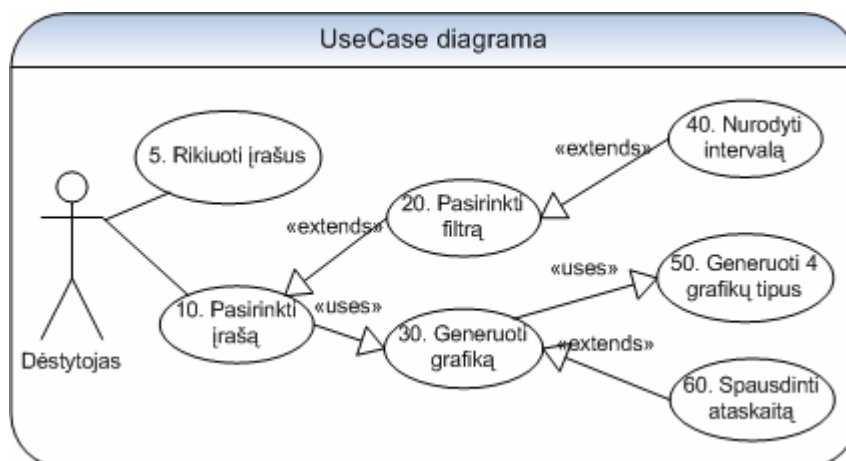 UseCase diagrama
5. Rikiuoti įrašus
40. Nurodyti
intervalą
«extends»
20. Pasirinkti
filtrą
«extends»
«uses»
50. Generuoti 4
grafikų tipus
10. Pasirinkti
įrašą
«uses»
30. Generuoti
grafiką
«extends»
Dėstytojas
60. Spausdinti
ataskaitą